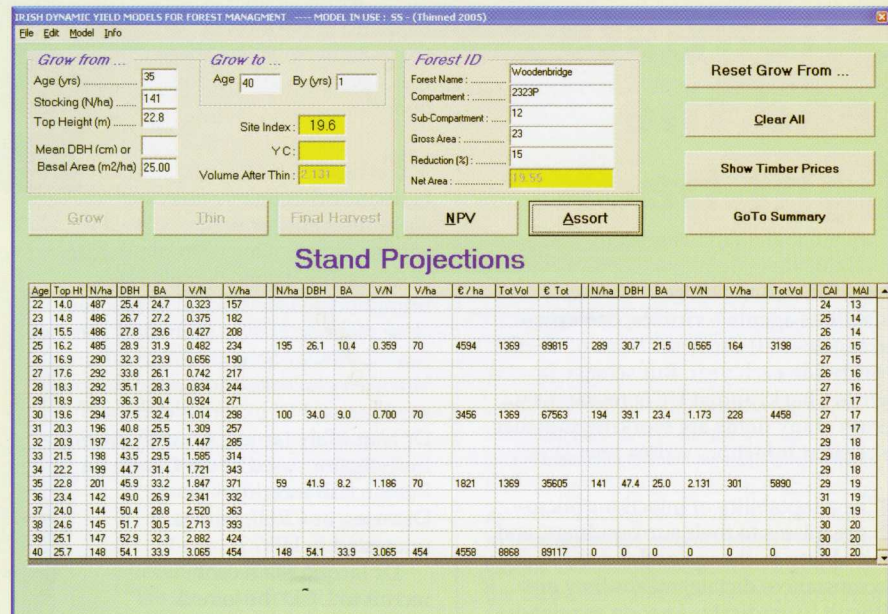 IRISH DYNAMIC YIELD MODELS FOR FOREST MANAGMENT ---- MODEL IN USE : SS - (Thinned 2005)
File Edit Model Info
Grow from ...
Age (yrs) .............. 35
Stocking (N/ha) ....... 141
Top Height (m) ........ 22.8
Mean DBH (cm) or
Basal Area (m2/ha) 25.00
Grow to ...
Age 40 By (yrs) 1
Site Index : 19.6
Y C :
Volume After Thin : 2.131
Forest ID
Forest Name : ........... Woodenbridge
Compartment : ........... 2323P
Sub-Compartment : ..... 12
Gross Area : ............. 23
Reduction (%) : .......... 15
Net Area : ................ 19.55
Reset Grow From ...
Clear All
Show Timber Prices
GoTo Summary
Grow Thin Final Harvest NPV Assort
Stand Projections
Age Top Ht N/ha DBH BA V/N V/ha N/ha DBH BA V/N V/ha € / ha Tot Vol € Tot N/ha DBH BA V/N V/ha Tot Vol CAI MAI
22 14.0 487 25.4 24.7 0.323 157 24 13
23 14.8 486 26.7 27.2 0.375 182 25 14
24 15.5 486 27.8 29.6 0.427 208 26 14
25 16.2 485 28.9 31.9 0.482 234 195 26.1 10.4 0.359 70 4594 1369 89815 289 30.7 21.5 0.565 164 3198 26 15
26 16.9 290 32.3 23.9 0.656 190 27 15
27 17.6 292 33.8 26.1 0.742 217 26 16
28 18.3 292 35.1 28.3 0.834 244 27 16
29 18.9 293 36.3 30.4 0.924 271 27 17
30 19.6 294 37.5 32.4 1.014 298 100 34.0 9.0 0.700 70 3456 1369 67563 194 39.1 23.4 1.173 228 4458 27 17
31 20.3 196 40.8 25.5 1.309 257 29 17
32 20.9 197 42.2 27.5 1.447 285 29 18
33 21.5 198 43.5 29.5 1.585 314 29 18
34 22.2 199 44.7 31.4 1.721 343 29 18
35 22.8 201 45.9 33.2 1.847 371 59 41.9 8.2 1.186 70 1821 1369 35605 141 47.4 25.0 2.131 301 5890 29 19
36 23.4 142 49.0 26.9 2.341 332 31 19
37 24.0 144 50.4 28.8 2.520 363 30 19
38 24.6 145 51.7 30.5 2.713 393 30 20
39 25.1 147 52.9 32.3 2.882 424 30 20
40 25.7 148 54.1 33.9 3.065 454 148 54.1 33.9 3.065 454 4558 8868 89117 0 0 0 0 0 0 30 20